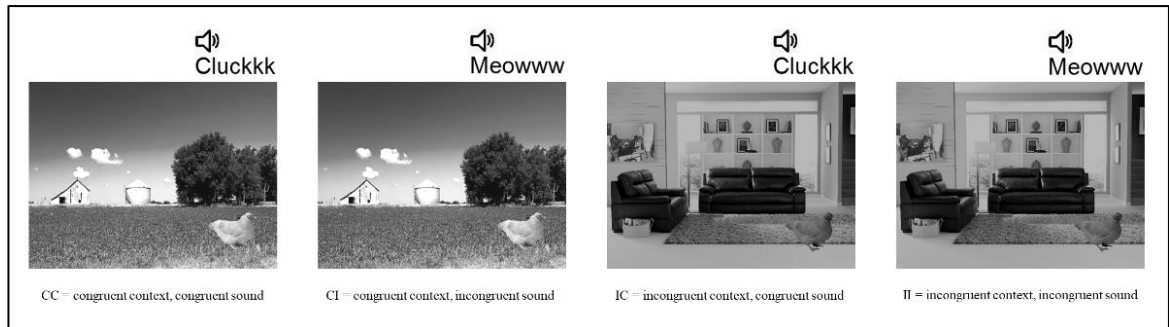 Cluckkk
Meowww
Cluckkk
Meowww
CC = congruent context, congruent sound
CI = congruent context, incongruent sound
IC = incongruent context, congruent sound
II = incongruent context, incongruent sound